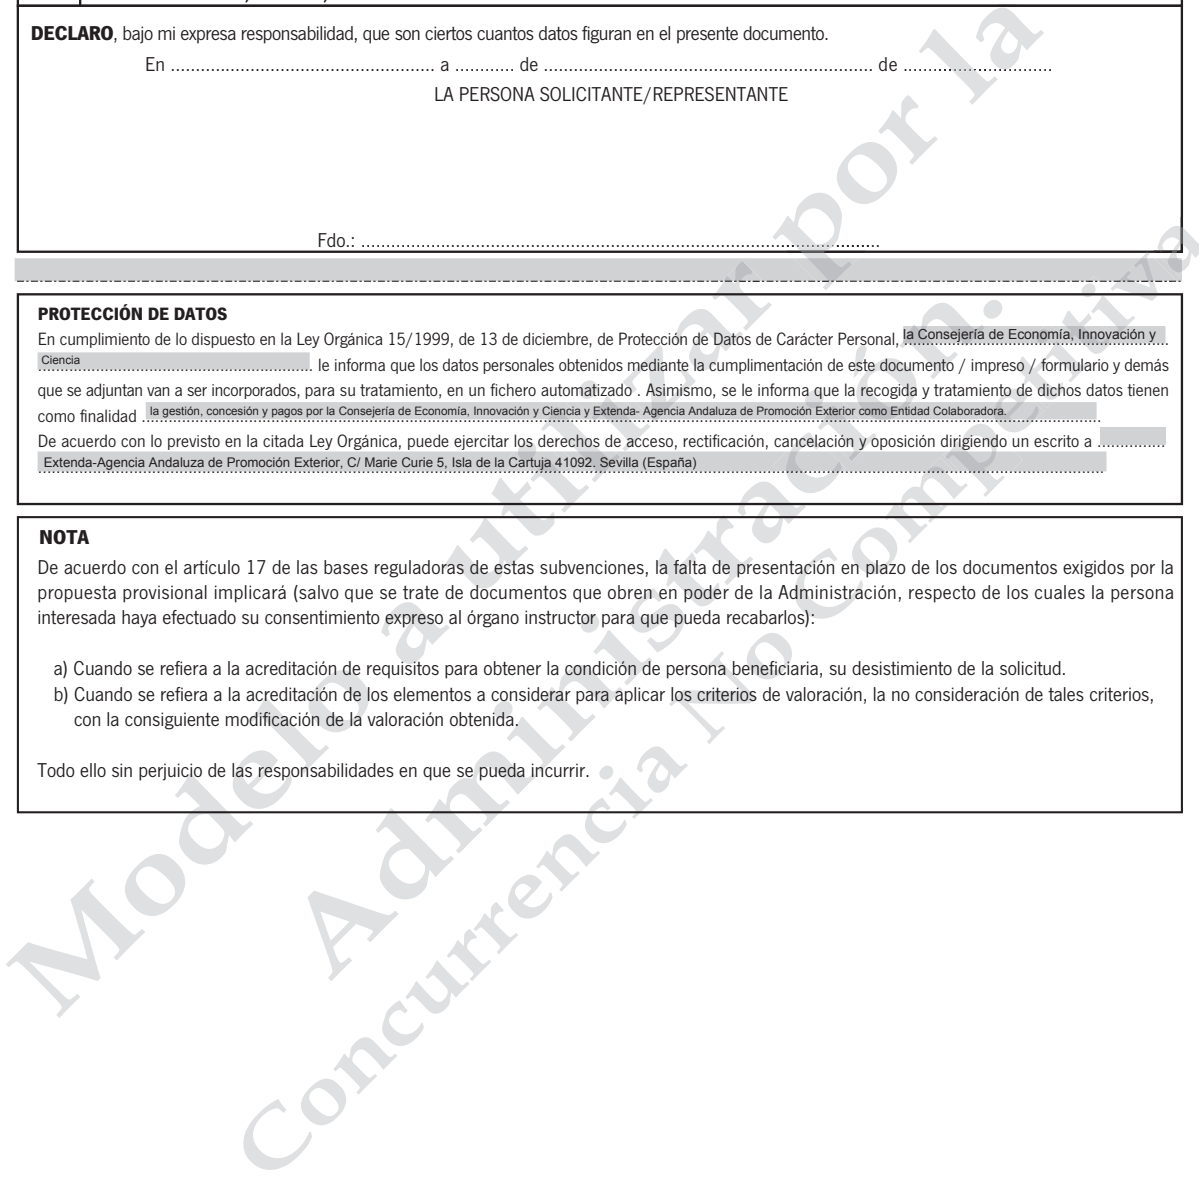 DECLARO, bajo mi expresa responsabilidad, que son ciertos cuantos datos figuran en el presente documento.
En ..................................................... a ............ de .................................................................. de ..............................
LA PERSONA SOLICITANTE/REPRESENTANTE
Fdo.: ........................................................................................................
PROTECCIÓN DE DATOS
En cumplimiento de lo dispuesto en la Ley Orgánica 15/1999, de 13 de diciembre, de Protección de Datos de Carácter Personal, la Consejería de Economía, Innovación y
Ciencia le informa que los datos personales obtenidos mediante la cumplimentación de este documento / impreso / formulario y demás
que se adjuntan van a ser incorporados, para su tratamiento, en un fichero automatizado . Asimismo, se le informa que la recogida y tratamiento de dichos datos tienen
como finalidad la gestión, concesión y pagos por la Consejería de Economía, Innovación y Ciencia y Extenda- Agencia Andaluza de Promoción Exterior como Entidad Colaboradora.
De acuerdo con lo previsto en la citada Ley Orgánica, puede ejercitar los derechos de acceso, rectificación, cancelación y oposición dirigiendo un escrito a ..............
Extenda-Agencia Andaluza de Promoción Exterior, C/ Marie Curie 5, Isla de la Cartuja 41092. Sevilla (España)
NOTA
De acuerdo con el artículo 17 de las bases reguladoras de estas subvenciones, la falta de presentación en plazo de los documentos exigidos por la
propuesta provisional implicará (salvo que se trate de documentos que obren en poder de la Administración, respecto de los cuales la persona
interesada haya efectuado su consentimiento expreso al órgano instructor para que pueda recabarlos):
a) Cuando se refiera a la acreditación de requisitos para obtener la condición de persona beneficiaria, su desistimiento de la solicitud.
b) Cuando se refiera a la acreditación de los elementos a considerar para aplicar los criterios de valoración, la no consideración de tales criterios,
con la consiguiente modificación de la valoración obtenida.
Todo ello sin perjuicio de las responsabilidades en que se pueda incurrir.
Modelo a utilizar por la
Administración.
Concurrencia No Competitiva